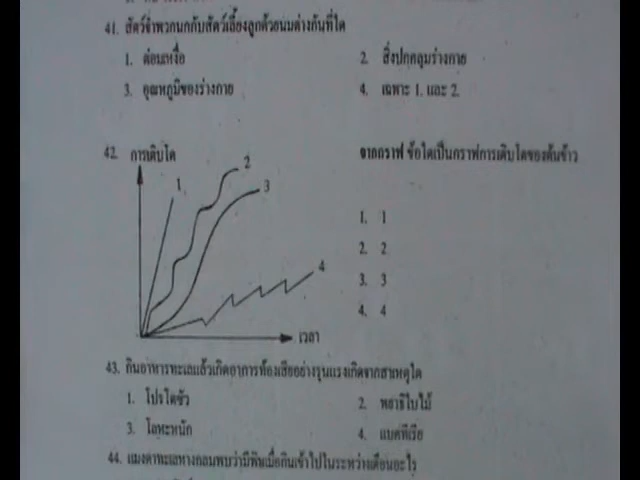 41. สัตว์จำพวกนกกับสัตว์เลี้ยงลูกด้วยนมต่างกันที่ใด
1. ต่อมเหงื่อ
2. สิ่งปกคลุมร่างกาย
3. อุณหภูมิของร่างกาย
4. เฉพาะ 1. และ 2.
42. การเติบโต
จากกราฟ ข้อใดเป็นกราฟการเติบโตของต้นข้าว
1
2
3
4
เวลา
1. 1
2. 2
3. 3
4. 4
43. กินอาหารทะเลแล้วเกิดอาการท้องเสียอย่างรุนแรงเกิดจากสาเหตุใด
1. โปรโตซัว
2. พยาธิใบไม้
3. โลหะหนัก
4. แบคทีเรีย
44. แมงดาทะเลหางกลมพบว่ามีพิษเมื่อกินเข้าไปในระหว่างเดือนอะไร